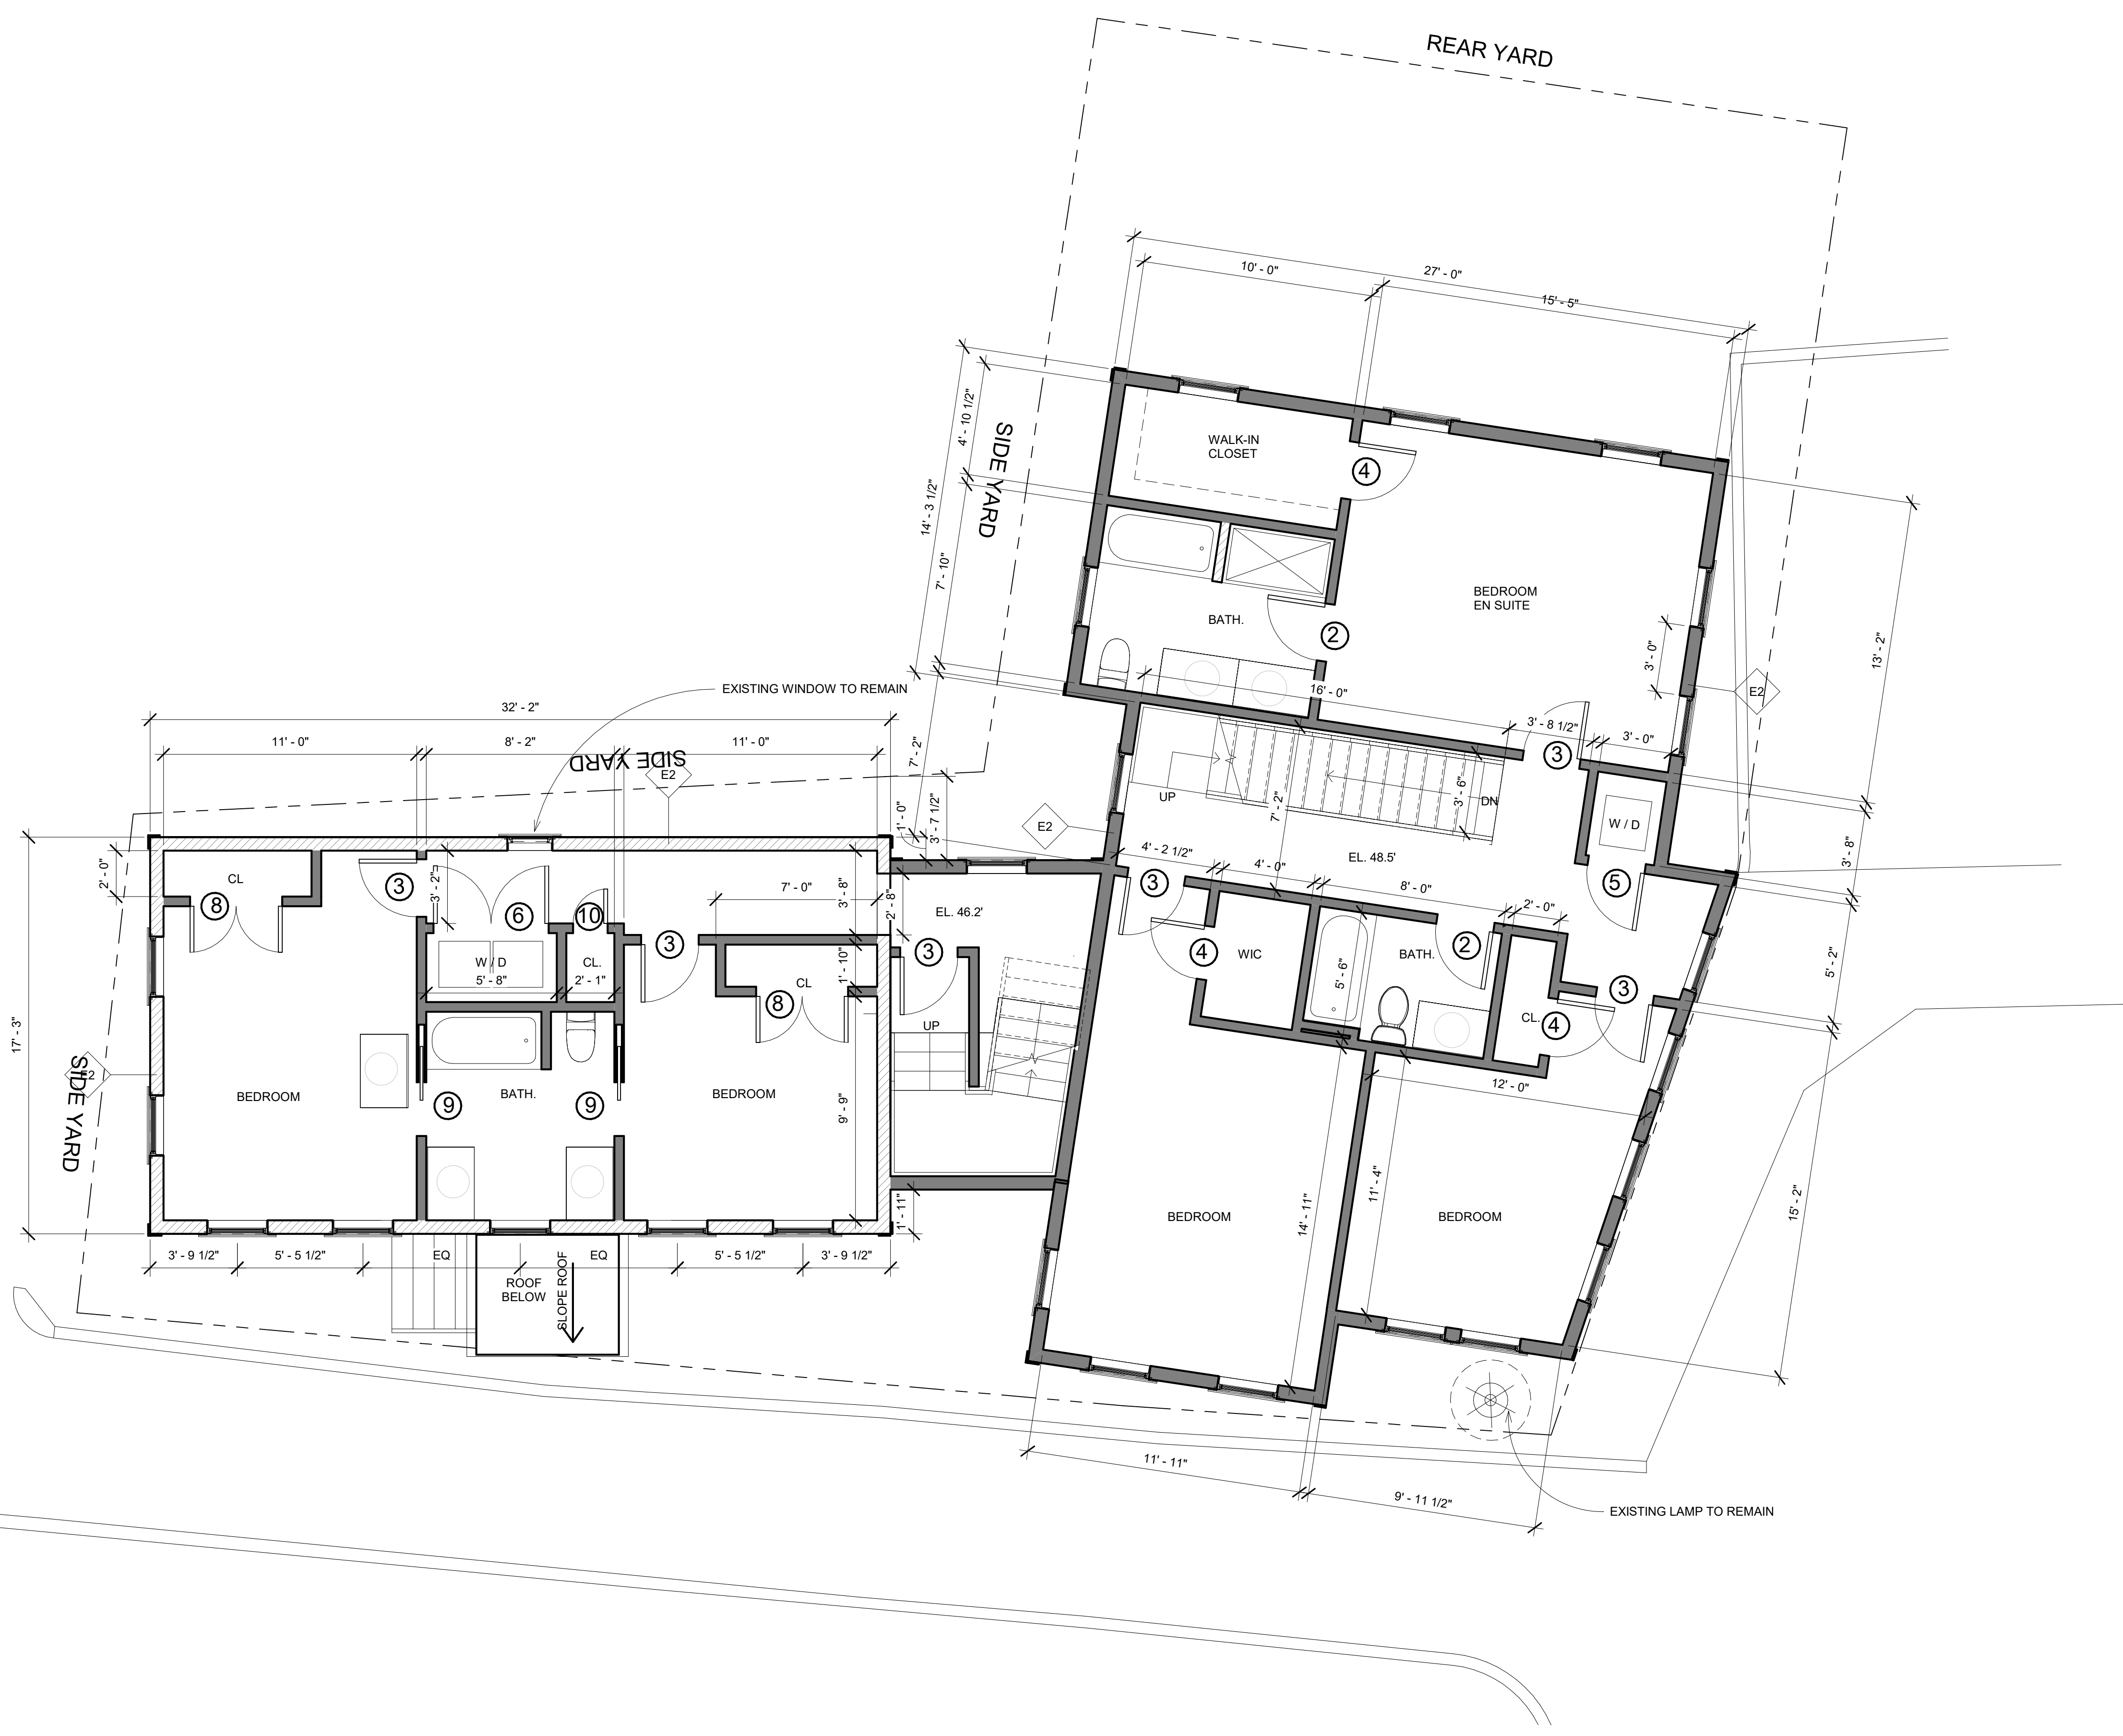 REAR YARD
27' - 0"
10' - 0"
15' - 5"
4' - 10 1/2"
14' - 3 1/2"
7' - 10"
SIDE YARD
WALK-IN
CLOSET
4
BEDROOM
EN SUITE
BATH.
2
3' - 0"
E2
13' - 2"
EXISTING WINDOW TO REMAIN
32' - 2"
11' - 0"
8' - 2"
11' - 0"
SIDE YARD
E2
7' - 2"
1' - 0"
3' - 7 1/2"
E2
16' - 0"
3' - 8 1/2"
3
3' - 0"
UP
7' - 2"
3' - 6"
DN
W / D
3' - 8"
EL. 48.5'
4' - 2 1/2"
4' - 0"
8' - 0"
2' - 0"
5
3
2' - 0"
CL
8
3
3' - 2"
6
10
7' - 0"
3' - 8"
2' - 8"
EL. 46.2'
3
3
W / D
CL.
5' - 8"
2' - 1"
1' - 10"
CL
8
4
WIC
5' - 6"
BATH.
2
3
CL.
4
5' - 2"
17' - 3"
E2
SIDE YARD
BEDROOM
9
BATH.
9
BEDROOM
9' - 9"
UP
12' - 0"
11' - 4"
14' - 11"
BEDROOM
BEDROOM
15' - 2"
1' - 11"
3' - 9 1/2"
5' - 5 1/2"
EQ
EQ
5' - 5 1/2"
3' - 9 1/2"
ROOF
BELOW
SLOPE ROOF
11' - 11"
9' - 11 1/2"
EXISTING LAMP TO REMAIN